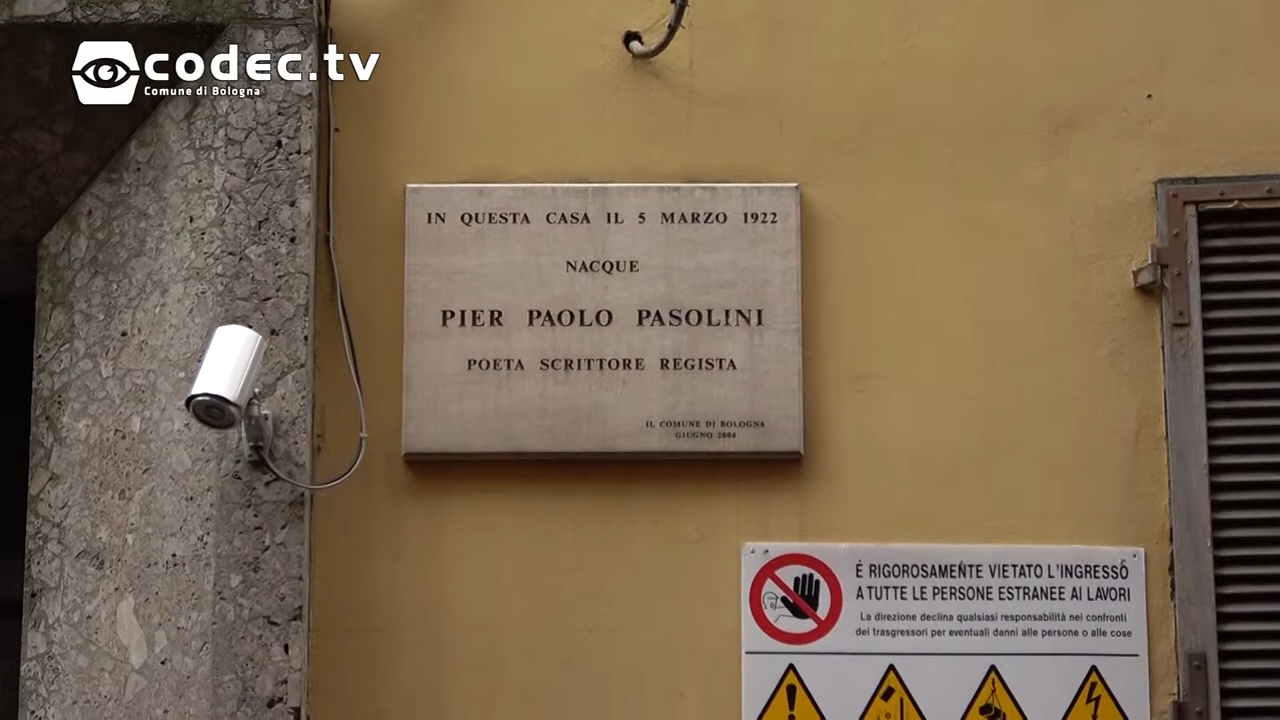 codec.tv
Comune di Bologna
IN QUESTA CASA IL 5 MARZO 1922
NACQUE
PIER PAOLO PASOLINI
POETA SCRITTORE REGISTA
IL COMUNE DI BOLOGNA
GIUGNO 2004
È RIGOROSAMENTE VIETATO L'INGRESSO
A TUTTE LE PERSONE ESTRANEE AI LAVORI
La direzione declina qualsiasi responsabilità nei confronti
dei trasgressori per eventuali danni alle persone o alle cose